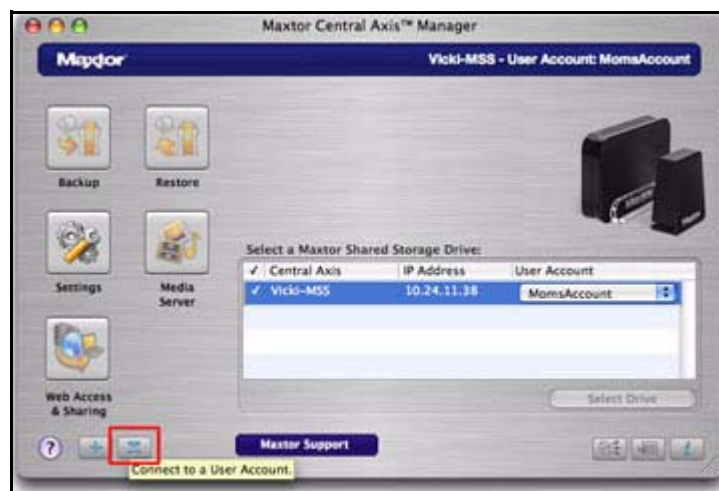 Maxtor Central Axis™ Manager
Maxtor
Vicki-MSS - User Account: MomsAccount
Backup
Restore
Settings
Media Server
Web Access & Sharing
Select a Maxtor Shared Storage Drive:
✓ Central Axis IP Address User Account
✓ Vicki-MSS 10.24.11.38 MomsAccount
Select Drive
? + Maxtor Support i
Connect to a User Account.